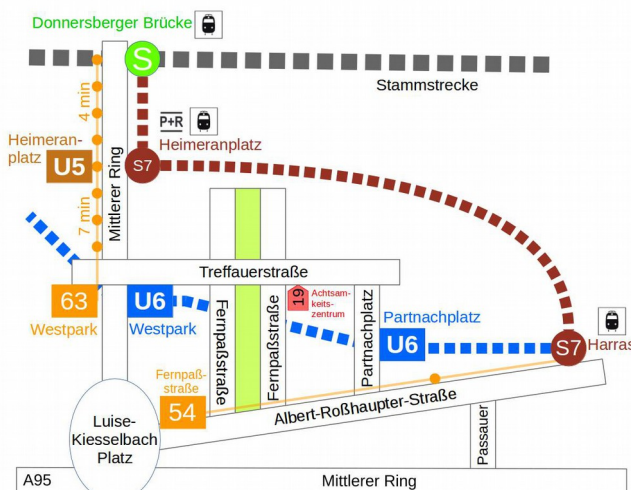 Donnersberger Brücke
S
Stammstrecke
4 min
P+R
Heimeran-
platz
U5
Heimeranplatz
S7
Mittlerer Ring
7 min
Treffauerstraße
63
Westpark
U6
Westpark
Fernpaßstraße
Fernpaßstraße
19
Achtsam-
keits-
zentrum
Partnachplatz
Partnachplatz
U6
S7
Harras
Fernpaß-
straße
54
Albert-Roßhaupter-Straße
Luise-
Kiesselbach
Platz
Passauer
A95
Mittlerer Ring